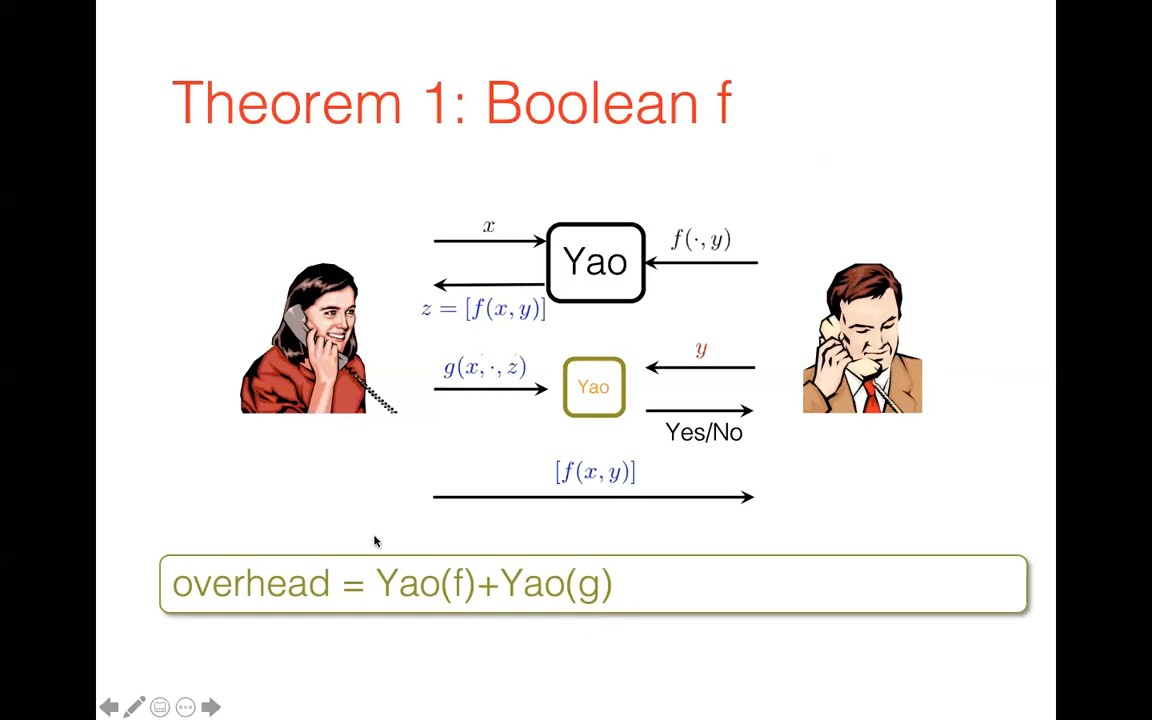 Theorem 1: Boolean f
x
Yao
f(·, y)
z = [f(x, y)]
g(x, ·, z)
Yao
y
Yes/No
[f(x, y)]
overhead = Yao(f)+Yao(g)